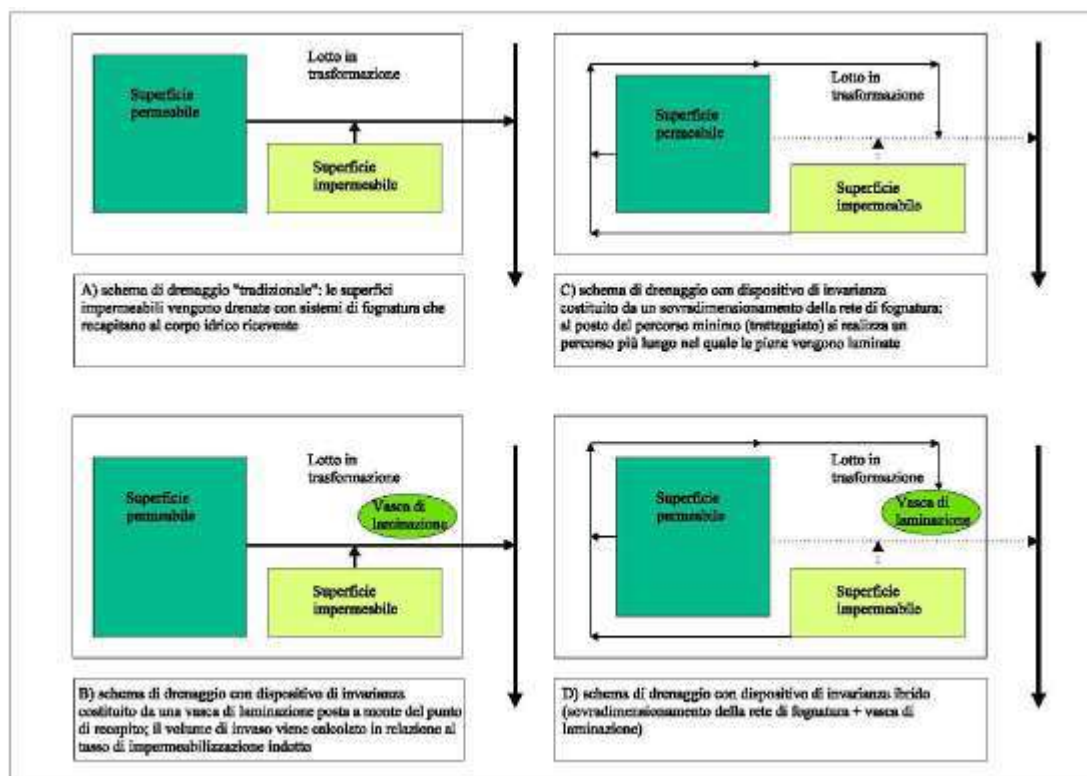 Lotto in
trasformazione
Superficie
permeabile
Superficie
impermeabile
A) schema di drenaggio "tradizionale": le superfici
impermeabili vengono drenate con sistemi di fognatura che
recapitano al corpo idrico ricevente
Lotto in
trasformazione
Superficie
permeabile
Superficie
impermeabile
C) schema di drenaggio con dispositivo di invarianza
costituito da un sovradimensionamento della rete di fognatura;
al posto del percorso minimo (tratteggiato) si realizza un
percorso più lungo nel quale le piene vengono laminate
Lotto in
trasformazione
Superficie
permeabile
Vasca di
laminazione
Superficie
impermeabile
B) schema di drenaggio con dispositivo di invarianza
costituito da una vasca di laminazione posta a monte del punto
di recapito; il volume di invaso viene calcolato in relazione al
tasso di impermeabilizzazione indotto
Lotto in
trasformazione
Superficie
permeabile
Vasca di
laminazione
Superficie
impermeabile
D) schema di drenaggio con dispositivo di invarianza ibrido
(sovradimensionamento della rete di fognatura + vasca di
laminazione)